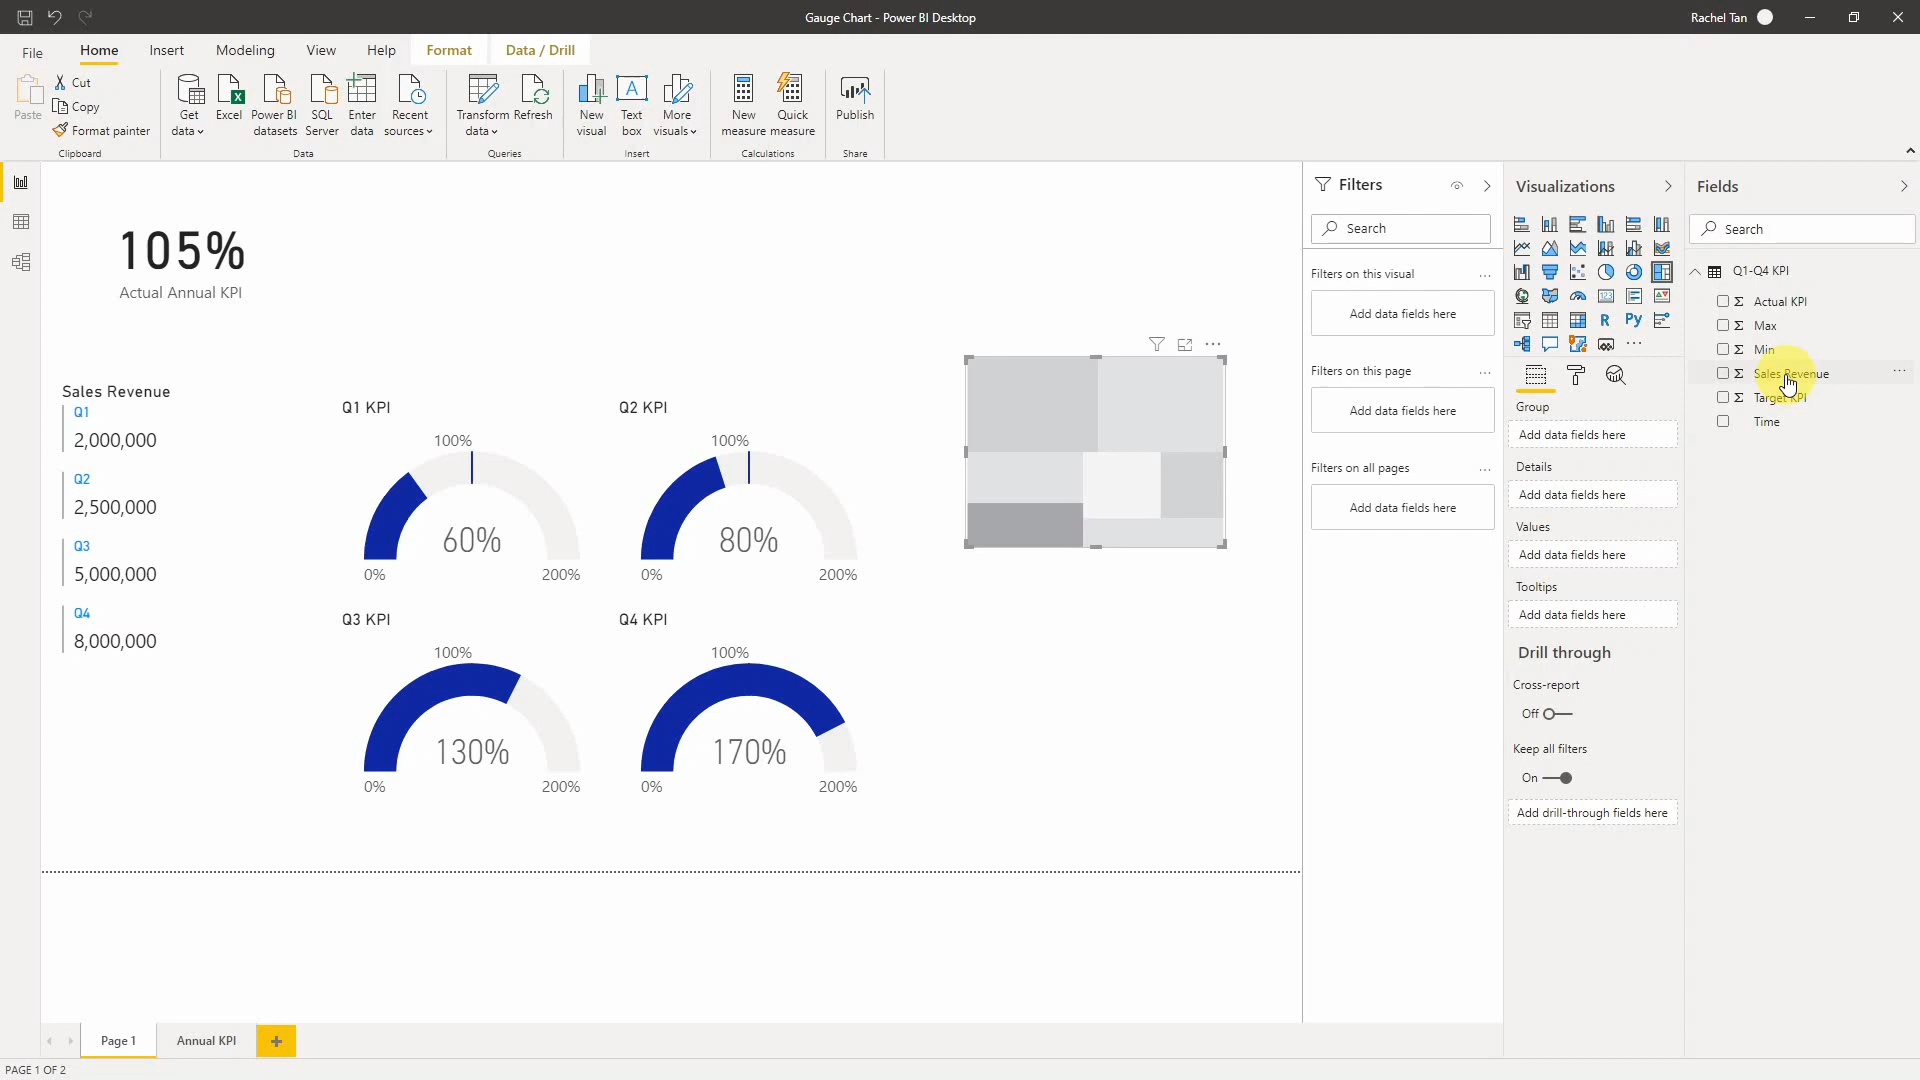 Gauge Chart - Power BI Desktop
Rachel Tan
File
Home
Insert
Modeling
View
Help
Format
Data / Drill
Paste
Cut
Copy
Format painter
Clipboard
Get data
Excel
Power BI datasets
SQL Server
Enter data
Recent sources
Data
Transform data
Refresh
Queries
New visual
Text box
More visuals
Insert
New measure
Quick measure
Calculations
Publish
Share
105%
Actual Annual KPI
Sales Revenue
Q1
2,000,000
Q2
2,500,000
Q3
5,000,000
Q4
8,000,000
Q1 KPI
100%
60%
0%
200%
Q2 KPI
100%
80%
0%
200%
Q3 KPI
100%
130%
0%
200%
Q4 KPI
100%
170%
0%
200%
Filters
Search
Filters on this visual
Add data fields here
Filters on this page
Add data fields here
Filters on all pages
Add data fields here
Visualizations
123
R
Py
Group
Add data fields here
Details
Add data fields here
Values
Add data fields here
Tooltips
Add data fields here
Drill through
Cross-report
Off
Keep all filters
On
Add drill-through fields here
Fields
Search
Q1-Q4 KPI
Σ Actual KPI
Σ Max
Σ Min
Σ Sales Revenue
Σ Target KPI
Time
Page 1
Annual KPI
PAGE 1 OF 2